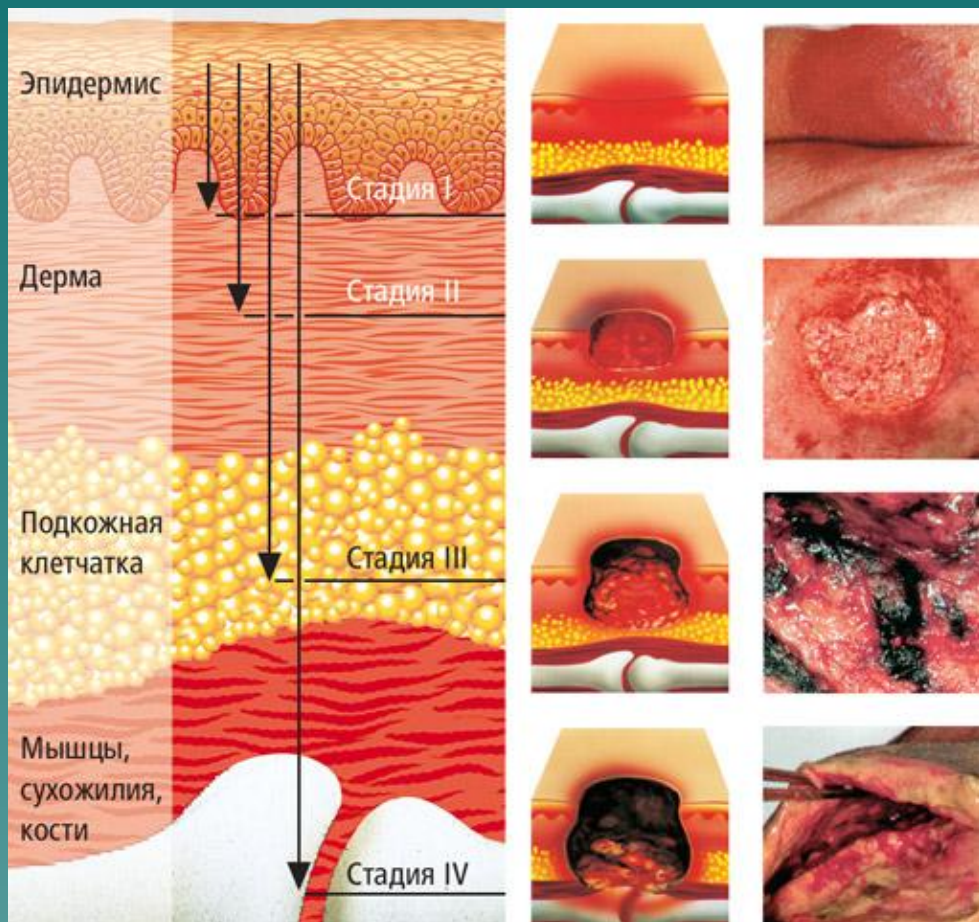 Эпидермис
Стадия I
Дерма
Стадия II
Подкожная
клетчатка
Стадия III
Мышцы,
сухожилия,
кости
Стадия IV